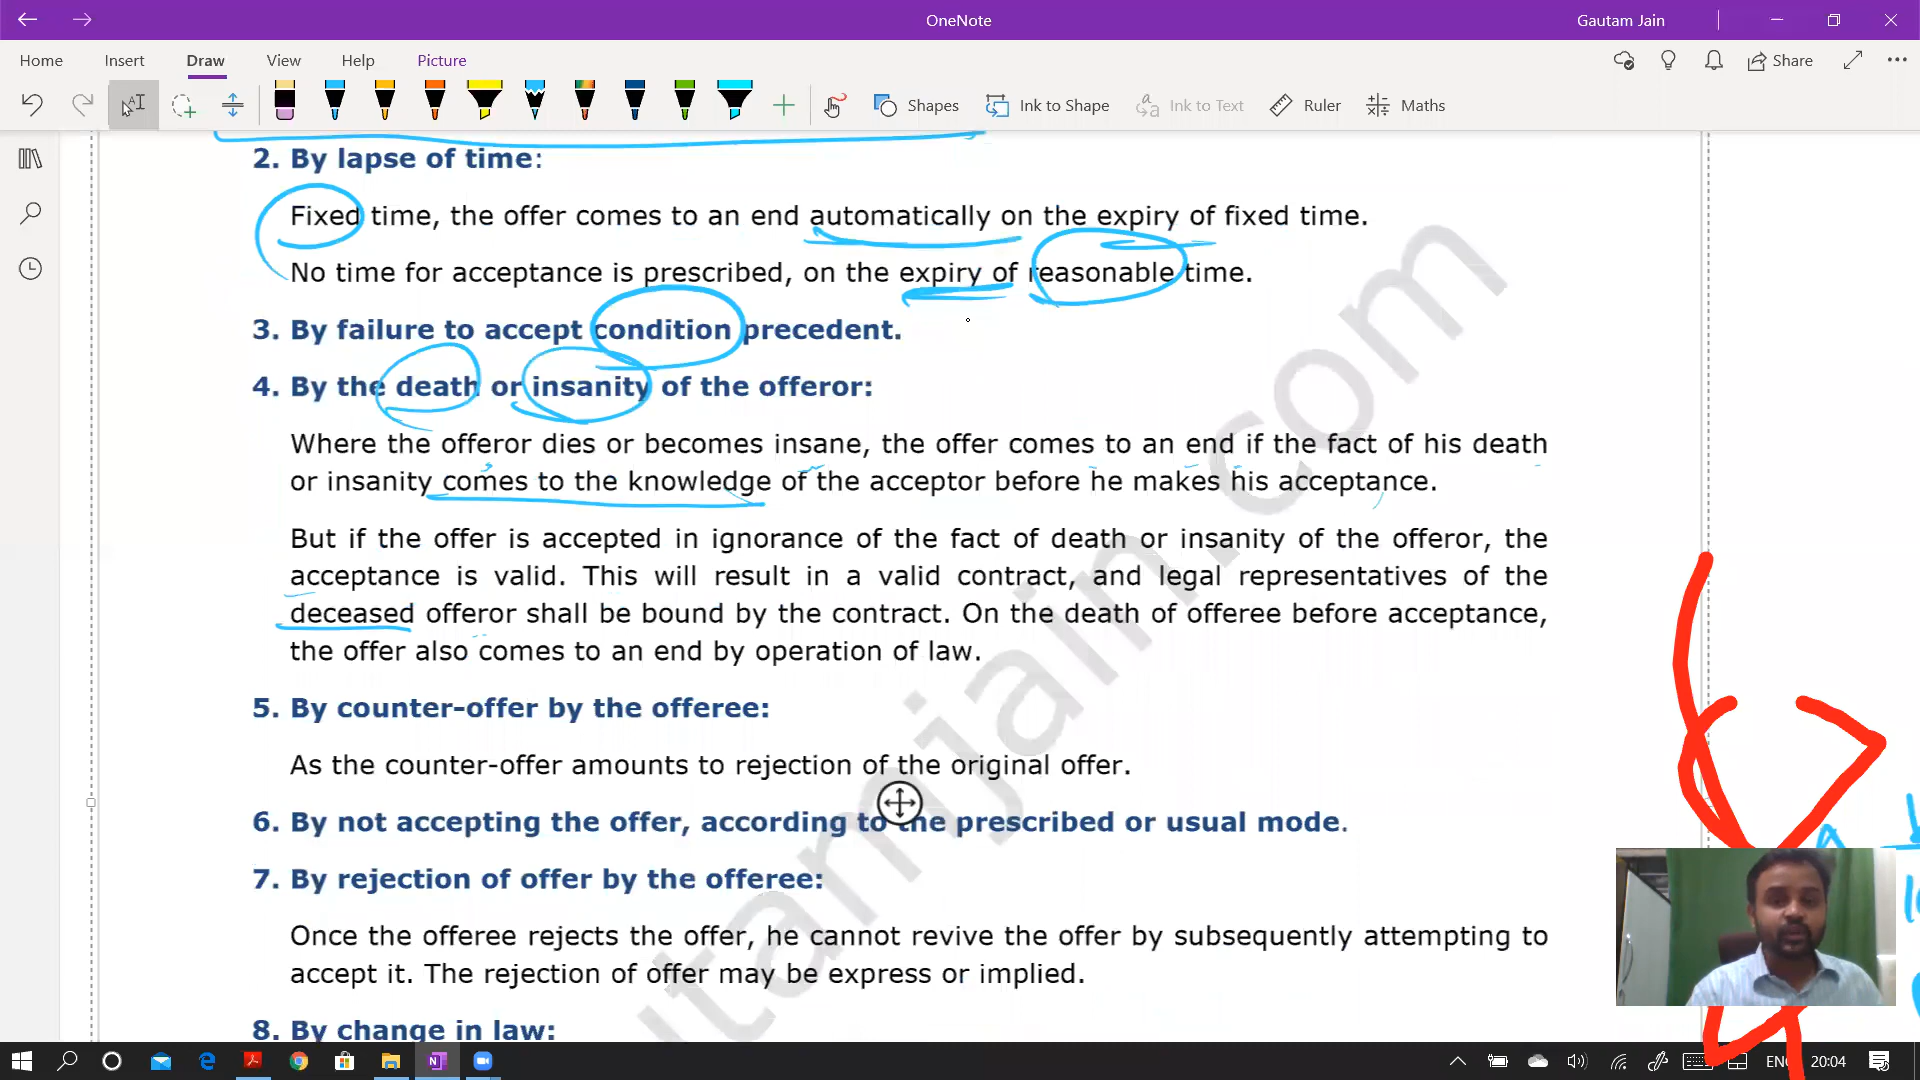 OneNote
Gautam Jain
Home Insert Draw View Help Picture
Share
Shapes Ink to Shape Ink to Text Ruler Maths
2. By lapse of time:
Fixed time, the offer comes to an end automatically on the expiry of fixed time.
No time for acceptance is prescribed, on the expiry of reasonable time.
3. By failure to accept condition precedent.
4. By the death or insanity of the offeror:
Where the offeror dies or becomes insane, the offer comes to an end if the fact of his death
or insanity comes to the knowledge of the acceptor before he makes his acceptance.
But if the offer is accepted in ignorance of the fact of death or insanity of the offeror, the
acceptance is valid. This will result in a valid contract, and legal representatives of the
deceased offeror shall be bound by the contract. On the death of offeree before acceptance,
the offer also comes to an end by operation of law.
5. By counter-offer by the offeree:
As the counter-offer amounts to rejection of the original offer.
6. By not accepting the offer, according to the prescribed or usual mode.
7. By rejection of offer by the offeree:
Once the offeree rejects the offer, he cannot revive the offer by subsequently attempting to
accept it. The rejection of offer may be express or implied.
8. By change in law:
utamjain.com
20:04